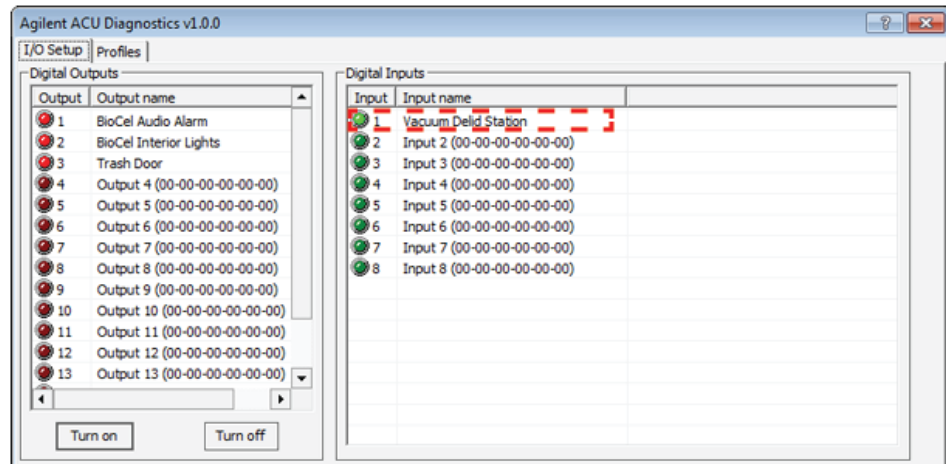 Agilent ACU Diagnostics v1.0.0
I/O Setup Profiles
Digital Outputs
Output Output name
1 BioCel Audio Alarm
2 BioCel Interior Lights
3 Trash Door
4 Output 4 (00-00-00-00-00-00)
5 Output 5 (00-00-00-00-00-00)
6 Output 6 (00-00-00-00-00-00)
7 Output 7 (00-00-00-00-00-00)
8 Output 8 (00-00-00-00-00-00)
9 Output 9 (00-00-00-00-00-00)
10 Output 10 (00-00-00-00-00-00)
11 Output 11 (00-00-00-00-00-00)
12 Output 12 (00-00-00-00-00-00)
13 Output 13 (00-00-00-00-00-00)
Turn on Turn off
Digital Inputs
Input Input name
1 Vacuum Delid Station
2 Input 2 (00-00-00-00-00-00)
3 Input 3 (00-00-00-00-00-00)
4 Input 4 (00-00-00-00-00-00)
5 Input 5 (00-00-00-00-00-00)
6 Input 6 (00-00-00-00-00-00)
7 Input 7 (00-00-00-00-00-00)
8 Input 8 (00-00-00-00-00-00)